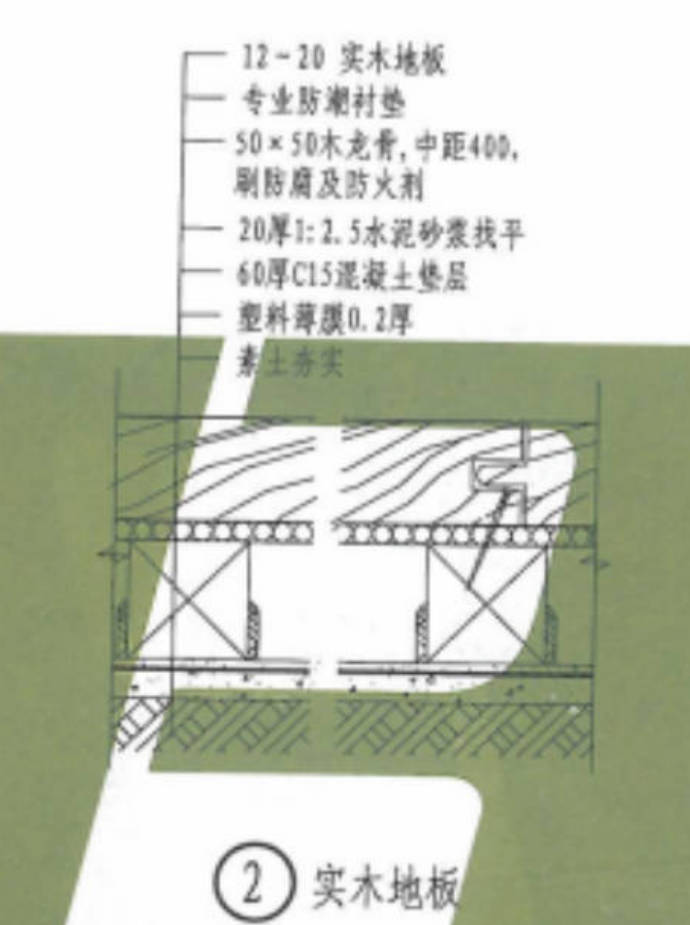 12~20 实木地板
专业防潮衬垫
50×50木龙骨,中距400,
刷防腐及防火剂
20厚1:2.5水泥砂浆找平
60厚C15混凝土垫层
塑料薄膜0.2厚
素土夯实
2 实木地板